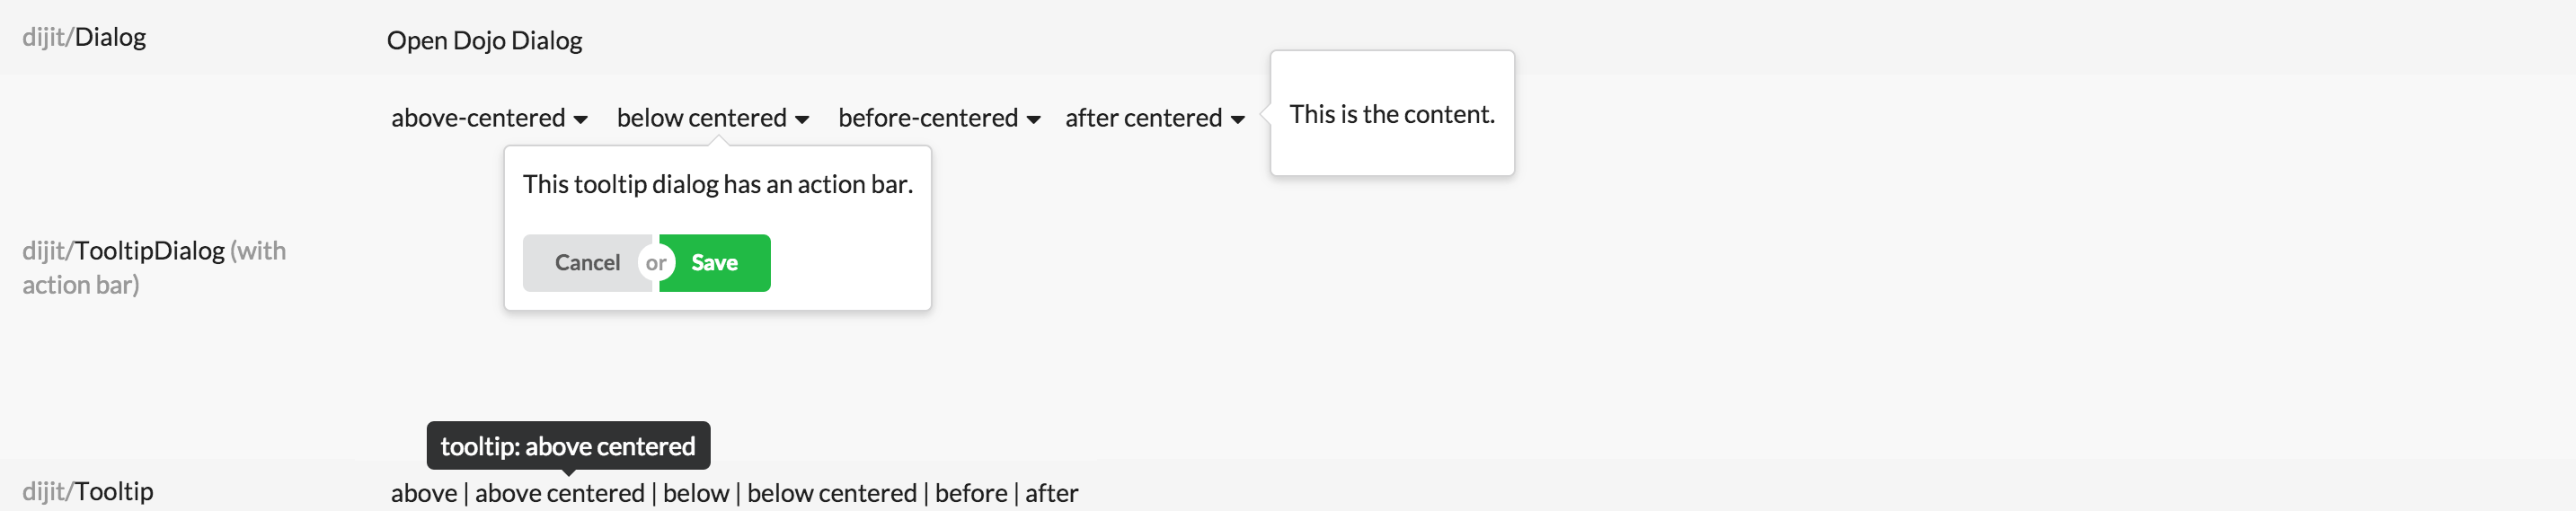 dijit/Dialog
Open Dojo Dialog
above-centered
below centered
before-centered
after centered
This is the content.
This tooltip dialog has an action bar.
Cancel or Save
dijit/TooltipDialog (with
action bar)
tooltip: above centered
dijit/Tooltip
above | above centered | below | below centered | before | after